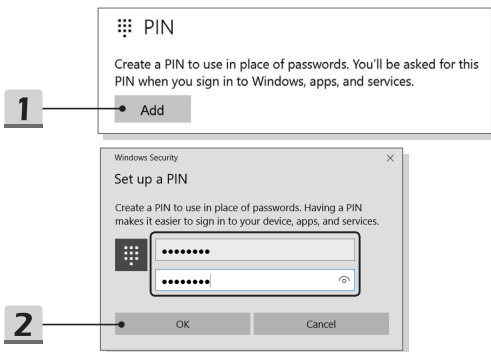 PIN
Create a PIN to use in place of passwords. You'll be asked for this
PIN when you sign in to Windows, apps, and services.
1
Add
Windows Security
Set up a PIN
Create a PIN to use in place of passwords. Having a PIN
makes it easier to sign in to your device, apps, and services.
••••••••
••••••••
2
OK Cancel